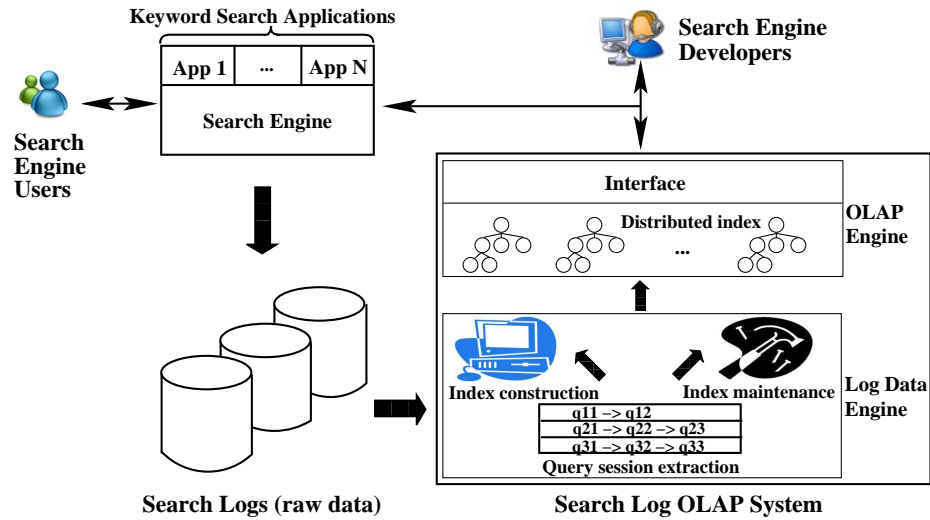 Keyword Search Applications
App 1
...
App N
Search Engine
Search
Engine
Users
Search Engine
Developers
Interface
Distributed index
...
OLAP
Engine
Index construction
Index maintenance
Log Data
Engine
q11 −> q12
q21 −> q22 −> q23
q31 −> q32 −> q33
Query session extraction
Search Logs (raw data)
Search Log OLAP System